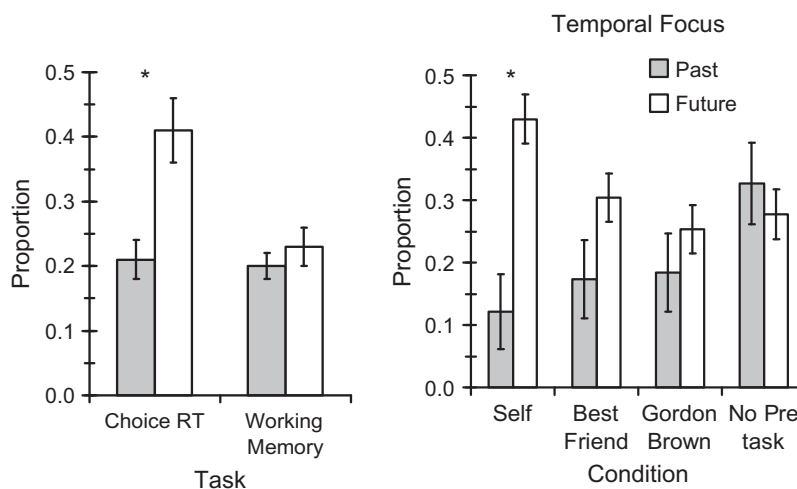 Temporal Focus
Past
Future
*
Proportion
0.5
0.4
0.3
0.2
0.1
0.0
Choice RT
Working
Memory
Task
*
Proportion
0.5
0.4
0.3
0.2
0.1
0.0
Self
Best
Friend
Gordon
Brown
No Pre
task
Condition